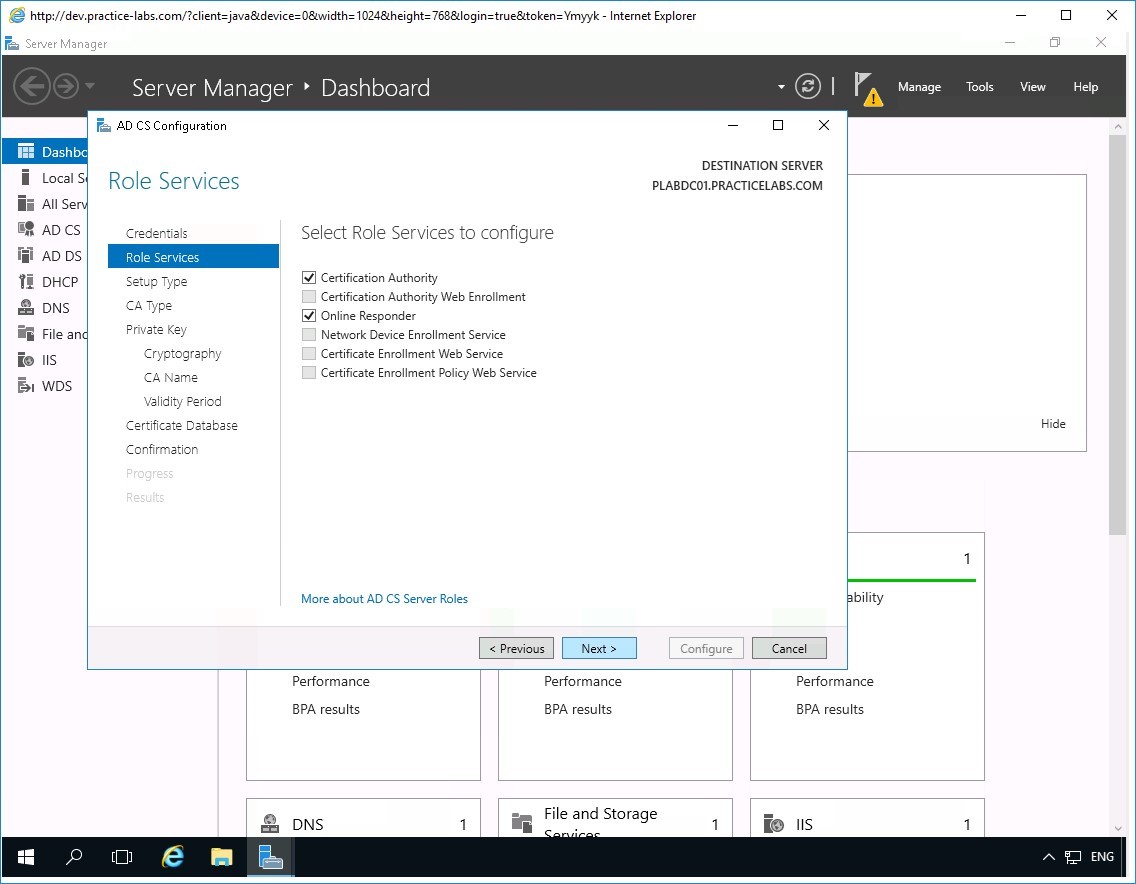 http://dev.practice-labs.com/?client=java&device=0&width=1024&height=768&login=true&token=Ymyyk - Internet Explorer
Server Manager
Server Manager ‣ Dashboard
Manage Tools View Help
AD CS Configuration
Role Services
DESTINATION SERVER
PLABDC01.PRACTICELABS.COM
Dashbo
Local Se
All Serv
AD CS
AD DS
DHCP
DNS
File and
IIS
WDS
Credentials
Role Services
Setup Type
CA Type
Private Key
Cryptography
CA Name
Validity Period
Certificate Database
Confirmation
Progress
Results
Select Role Services to configure
Certification Authority
Certification Authority Web Enrollment
Online Responder
Network Device Enrollment Service
Certificate Enrollment Web Service
Certificate Enrollment Policy Web Service
More about AD CS Server Roles
< Previous Next > Configure Cancel
Hide
1
ability
Performance
BPA results
Performance
BPA results
Performance
BPA results
DNS 1
File and Storage
Services
1
IIS 1
ENG